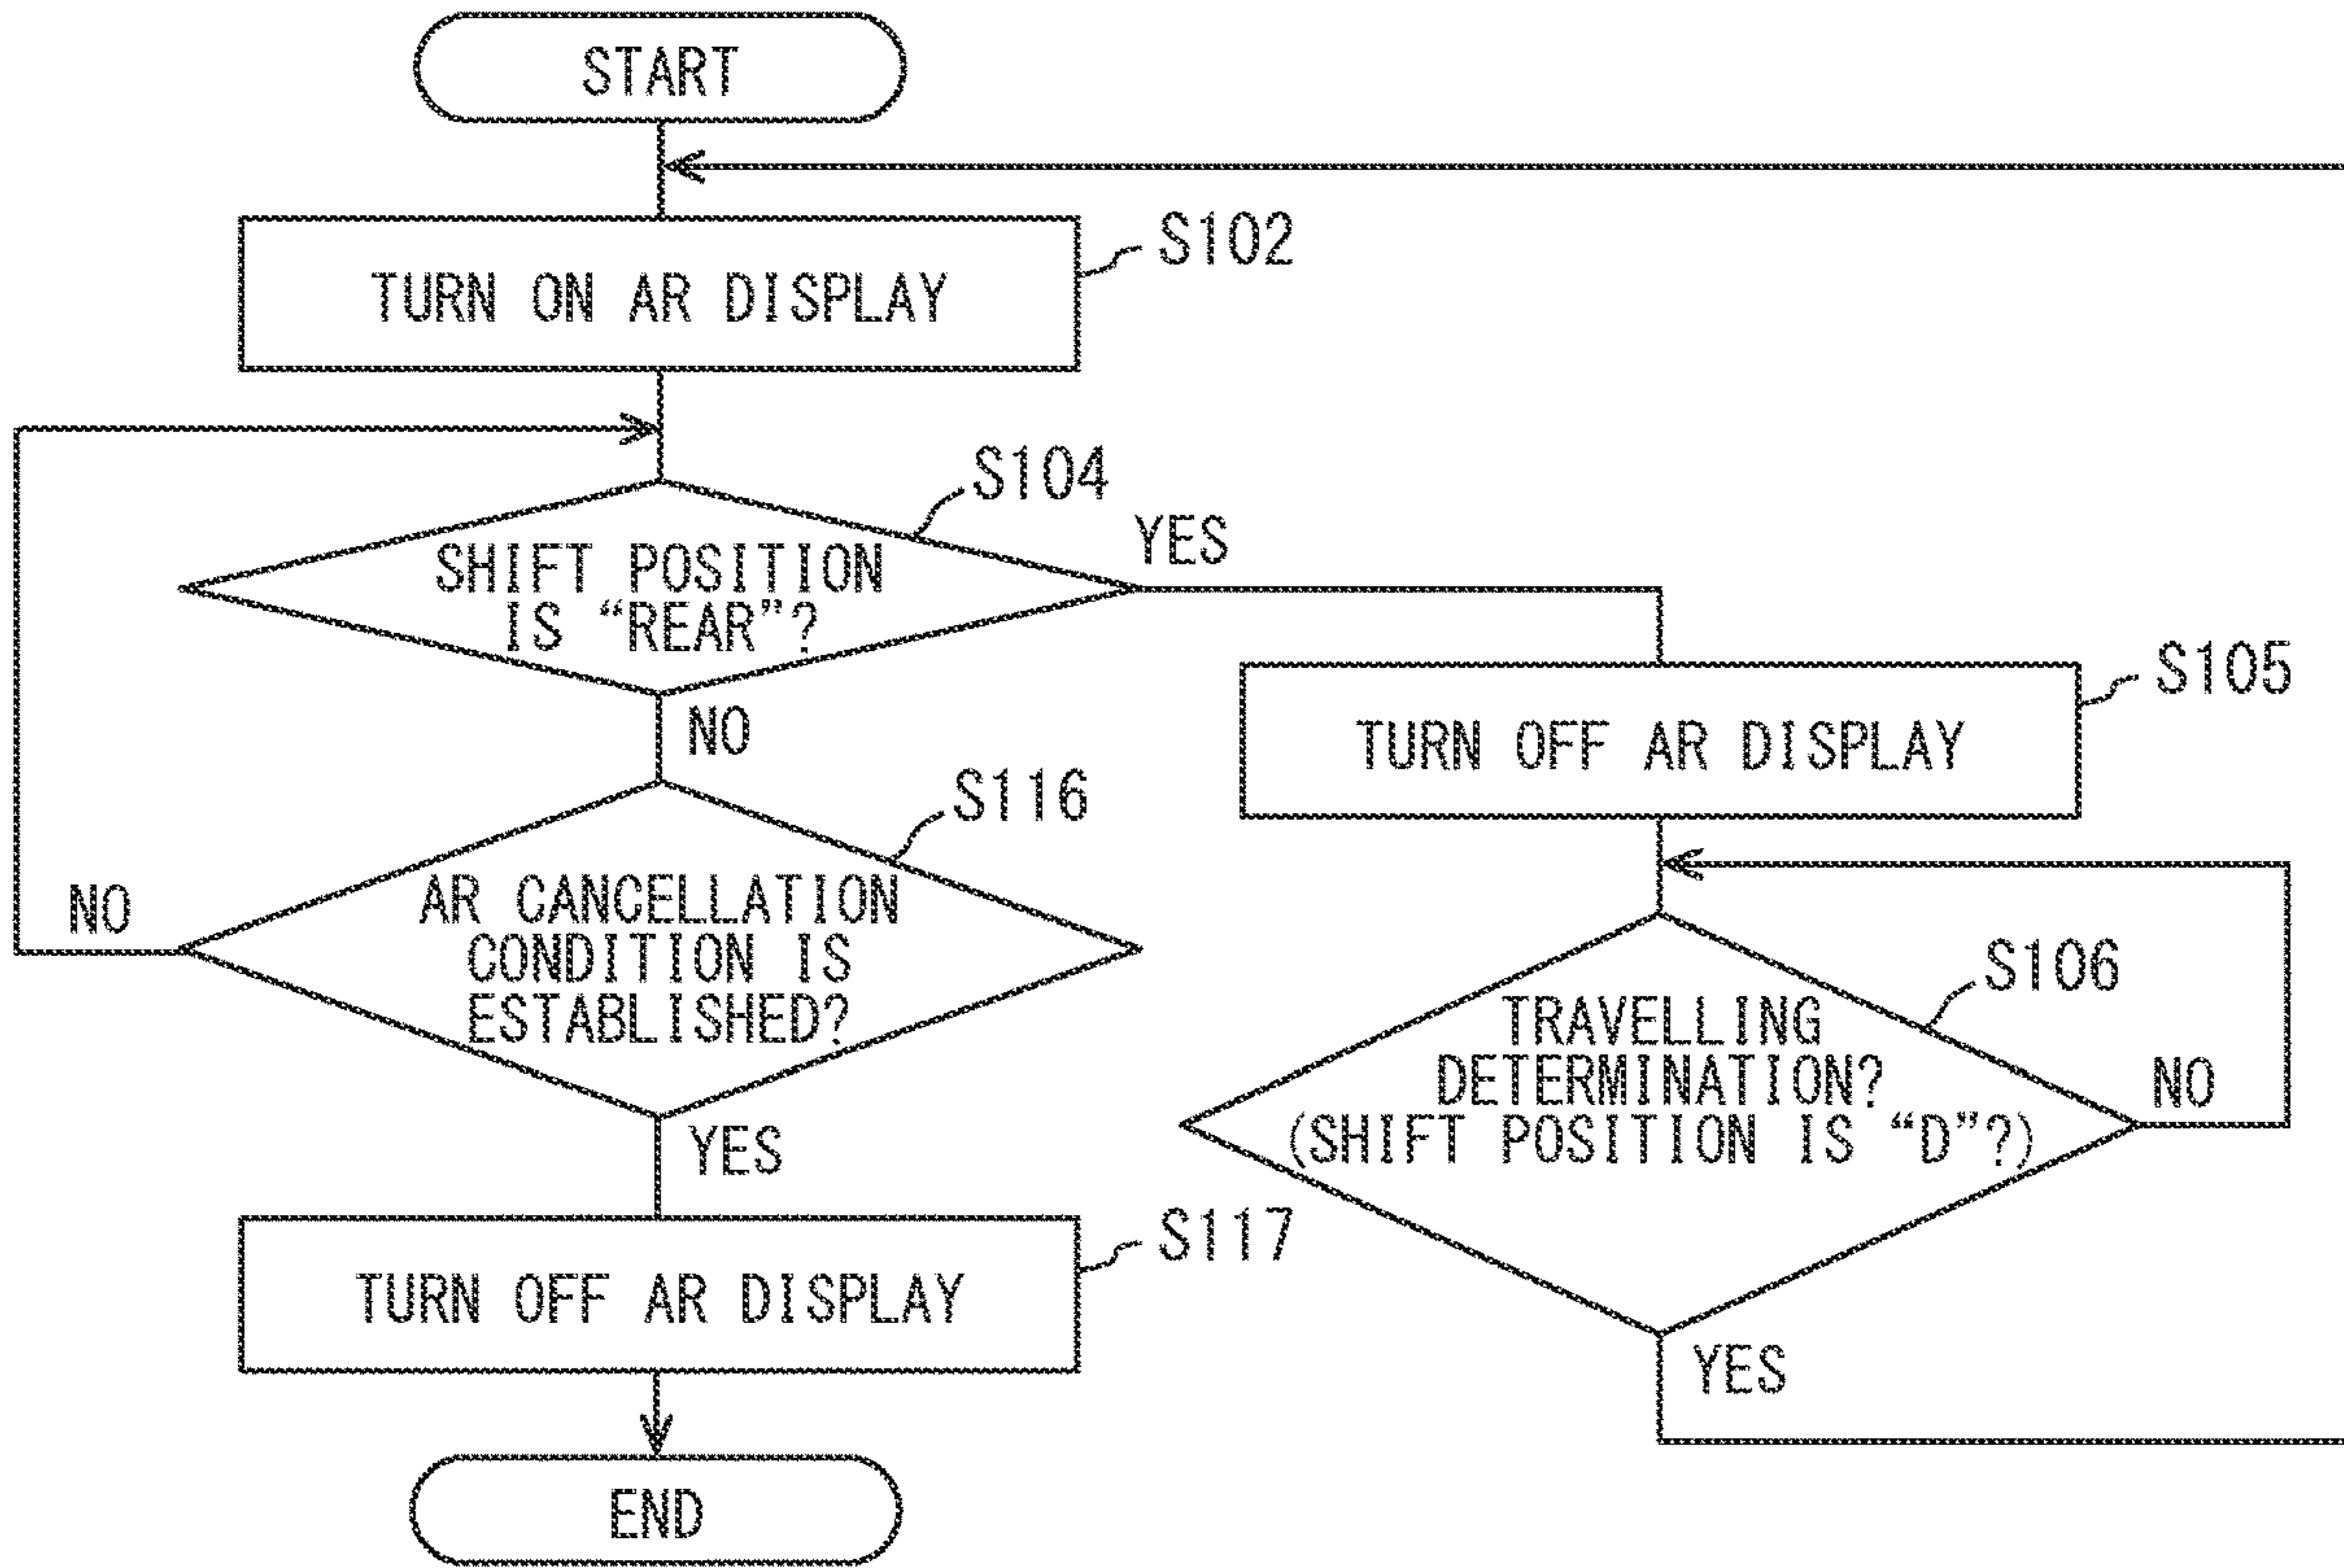 START
TURN ON AR DISPLAY
S102
SHIFT POSITION
IS “REAR”?
S104
YES
NO
TURN OFF AR DISPLAY
S105
AR CANCELLATION
CONDITION IS
ESTABLISHED?
S116
NO
YES
TRAVELLING
DETERMINATION?
(SHIFT POSITION IS “D”?)
S106
NO
YES
TURN OFF AR DISPLAY
S117
END